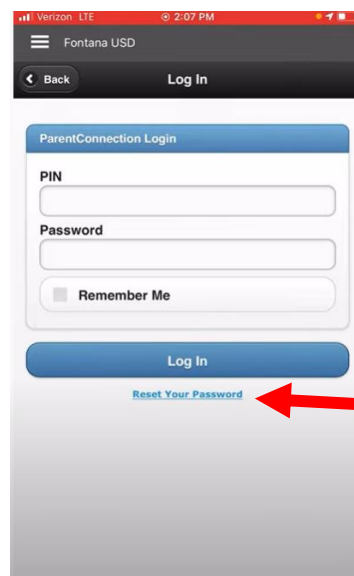 Verizon LTE 2:07 PM
Fontana USD
Back Log In
ParentConnection Login
PIN
Password
Remember Me
Log In
Reset Your Password